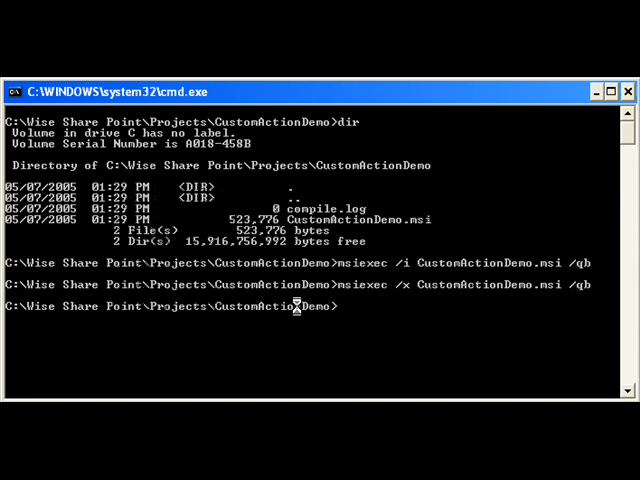 C:\WINDOWS\system32\cmd.exe
C:\Wise Share Point\Projects\CustomActionDemo>dir
Volume in drive C has no label.
Volume Serial Number is A018-458B
Directory of C:\Wise Share Point\Projects\CustomActionDemo
05/07/2005 01:29 PM <DIR> .
05/07/2005 01:29 PM <DIR> ..
05/07/2005 01:29 PM 0 compile.log
05/07/2005 01:29 PM 523,776 CustomActionDemo.msi
2 File(s) 523,776 bytes
2 Dir(s) 15,916,756,992 bytes free
C:\Wise Share Point\Projects\CustomActionDemo>msiexec /i CustomActionDemo.msi /qb
C:\Wise Share Point\Projects\CustomActionDemo>msiexec /x CustomActionDemo.msi /qb
C:\Wise Share Point\Projects\CustomActionDemo>